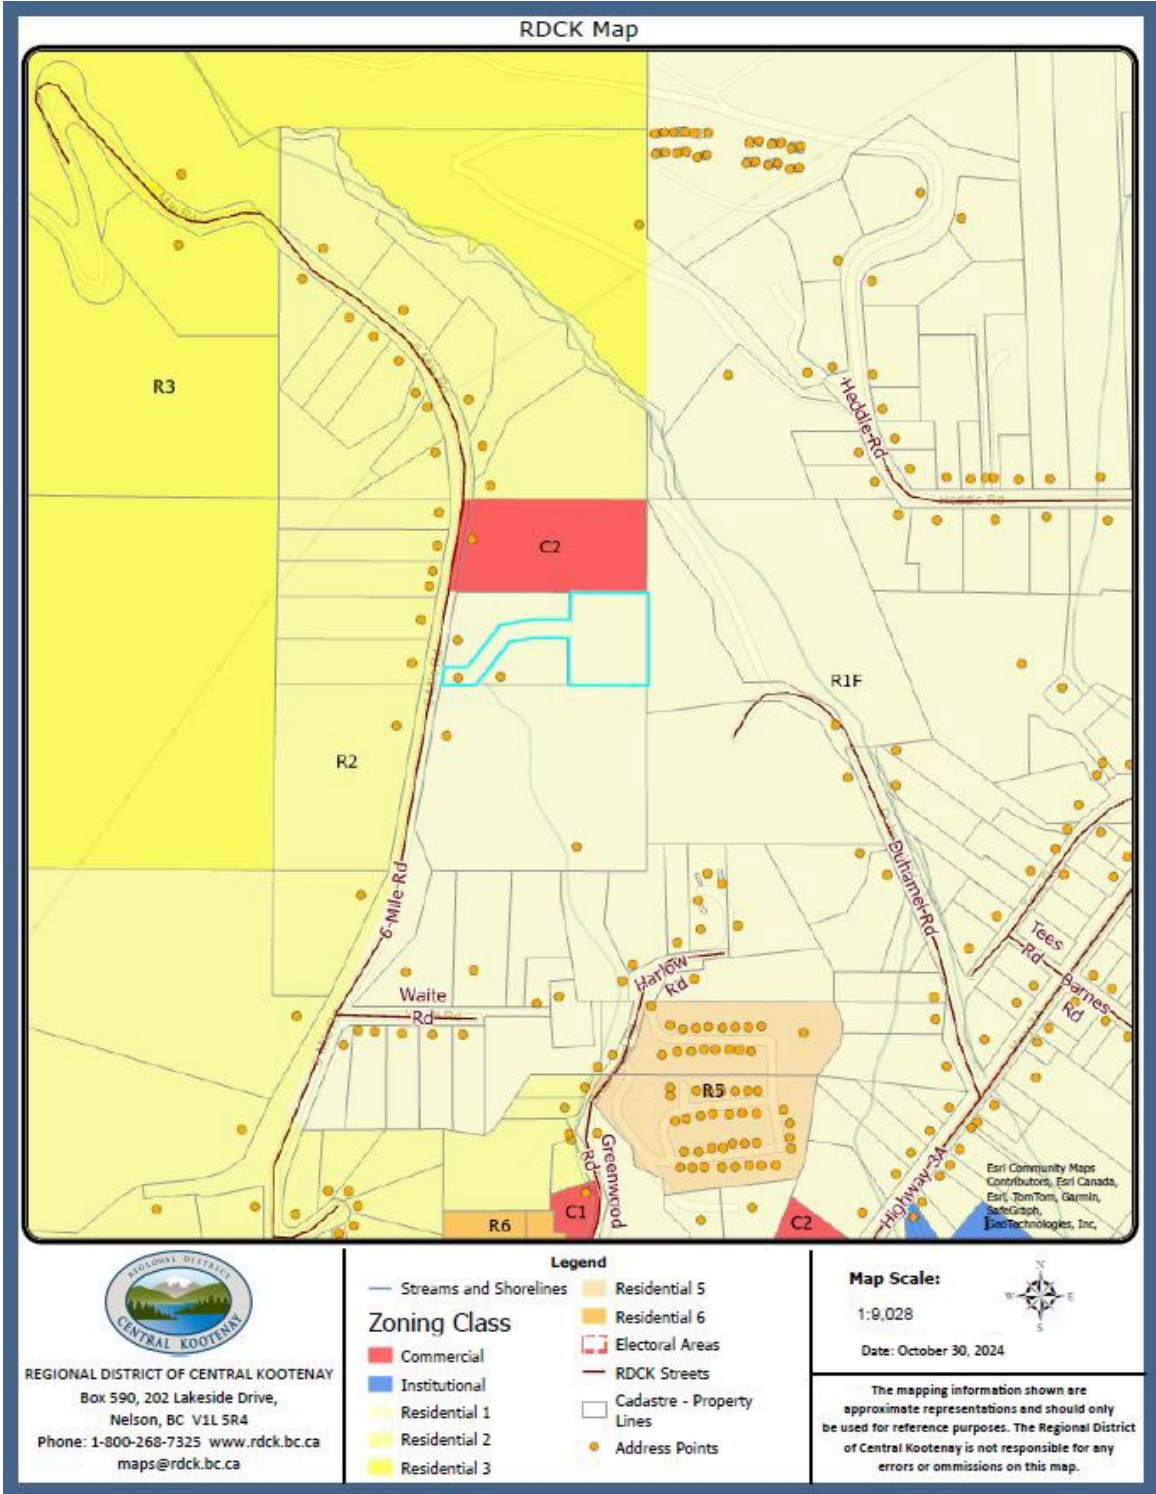 RDCK Map
R3
Heddle-Rd
Heddle Rd
C2
R1F
R2
6-Mile-Rd
Duhamel-Rd
Tees
Rd
Barnes
Rd
Harlow
Rd
Waite
Rd
R5
Greenwood
Rd
Highway-3A
R6
C1
C2
Esri Community Maps
Contributors, Esri Canada,
Esri, TomTom, Garmin,
SafeGraph,
GeoTechnologies, Inc,
REGIONAL DISTRICT
CENTRAL KOOTENAY
REGIONAL DISTRICT OF CENTRAL KOOTENAY
Box 590, 202 Lakeside Drive,
Nelson, BC V1L 5R4
Phone: 1-800-268-7325 www.rdck.bc.ca
maps@rdck.bc.ca
Legend
Streams and Shorelines
Zoning Class
Commercial
Institutional
Residential 1
Residential 2
Residential 3
Residential 5
Residential 6
Electoral Areas
RDCK Streets
Cadastre - Property
Lines
Address Points
Map Scale:
1:9,028
Date: October 30, 2024
N
W
E
S
The mapping information shown are
approximate representations and should only
be used for reference purposes. The Regional District
of Central Kootenay is not responsible for any
errors or ommissions on this map.